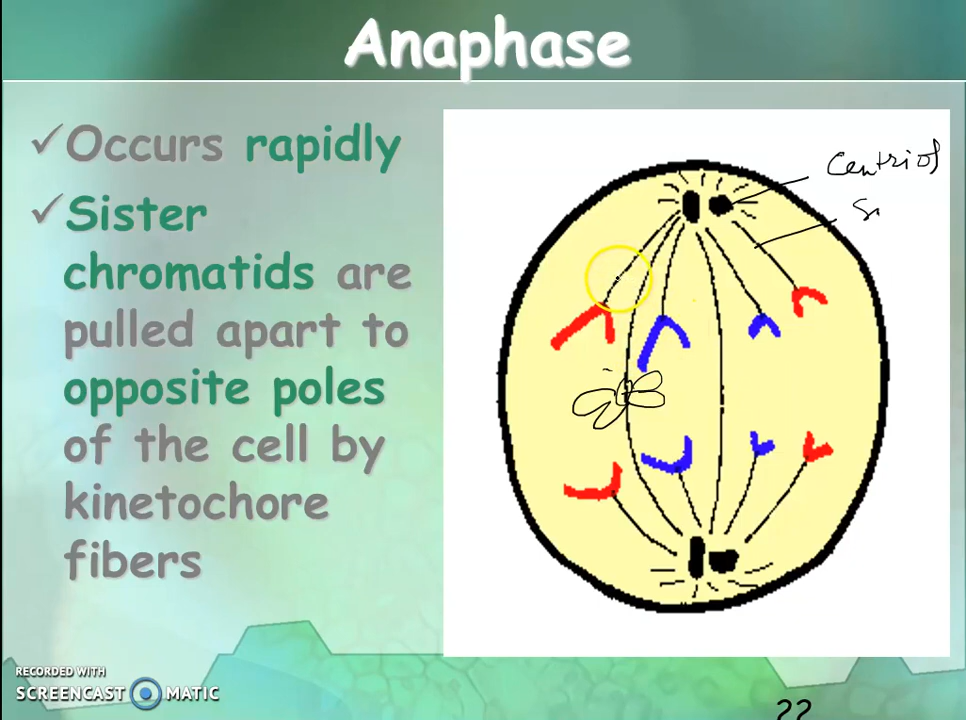 Anaphase
✓Occurs rapidly
✓Sister
chromatids are
pulled apart to
opposite poles
of the cell by
kinetochore
fibers
Centriol
S
RECORDED WITH
SCREENCAST MATIC
22